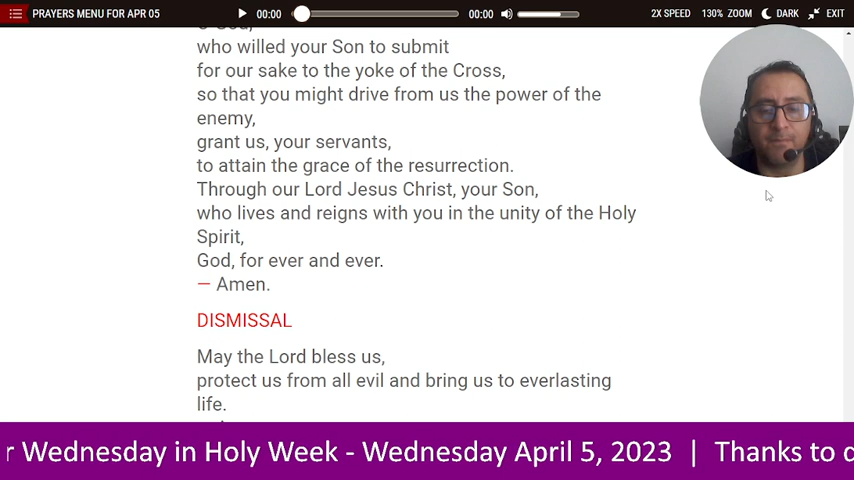 PRAYERS MENU FOR APR 05 00:00 00:00 2X SPEED 130% ZOOM DARK EXIT
who willed your Son to submit
for our sake to the yoke of the Cross,
so that you might drive from us the power of the
enemy,
grant us, your servants,
to attain the grace of the resurrection.
Through our Lord Jesus Christ, your Son,
who lives and reigns with you in the unity of the Holy
Spirit,
God, for ever and ever.
— Amen.
DISMISSAL
May the Lord bless us,
protect us from all evil and bring us to everlasting
life.
r Wednesday in Holy Week - Wednesday April 5, 2023 | Thanks to